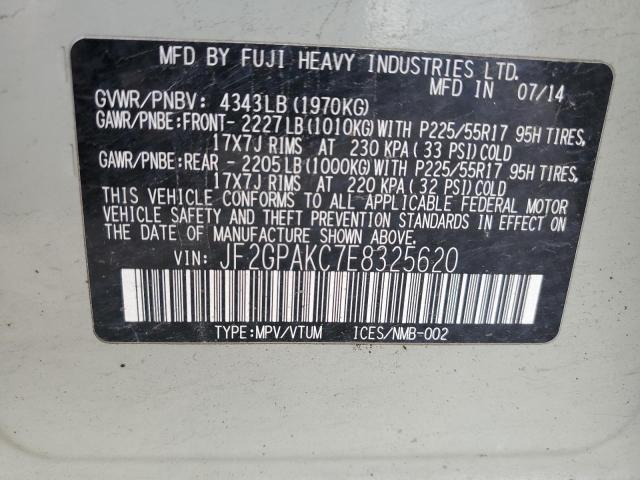 MFD BY FUJI HEAVY INDUSTRIES LTD.
MFD IN 07/14
GVWR/PNBV: 4343LB(1970KG)
GAWR/PNBE:FRONT-2227LB(1010KG)WITH P225/55R17 95H TIRES,
17X7J RIMS AT 230 KPA(33 PSI)COLD
GAWR/PNBE:REAR -2205LB(1000KG)WITH P225/55R17 95H TIRES,
17X7J RIMS AT 220 KPA(32 PSI)COLD
THIS VEHICLE CONFORMS TO ALL APPLICABLE FEDERAL MOTOR
VEHICLE SAFETY AND THEFT PREVENTION STANDARDS IN EFFECT ON
THE DATE OF MANUFACTURE SHOWN ABOVE.
VIN: JF2GPAKC7E8325620
TYPE:MPV/VTUM ICES/NMB-002